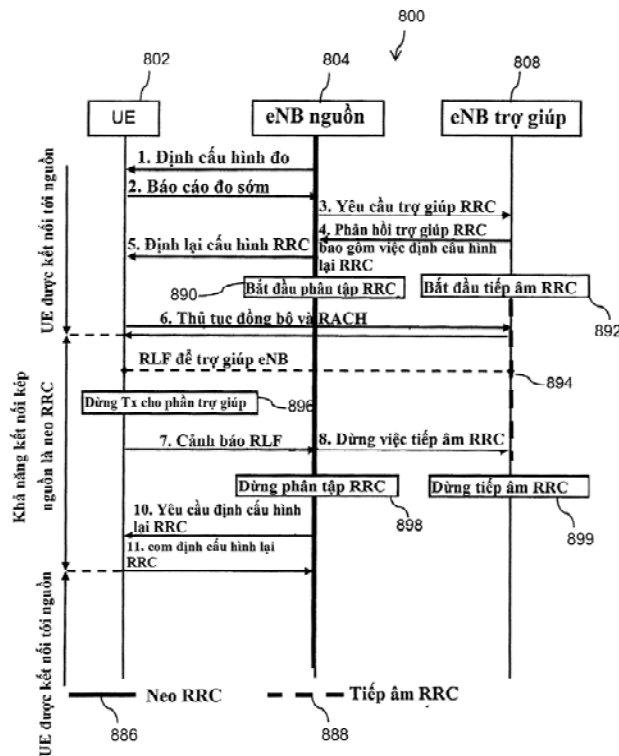 800
802
804
808
UE
eNB nguồn
eNB trợ giúp
1. Định cấu hình đo
2. Báo cáo đo sớm
3. Yêu cầu trợ giúp RRC
4. Phản hồi trợ giúp RRC
bao gồm việc định cấu hình
lại RRC
5. Định lại cấu hình RRC
890
Bắt đầu phân tập RRC
Bắt đầu tiếp âm RRC
892
6. Thủ tục đồng bộ và RACH
RLF để trợ giúp eNB
894
Dừng Tx cho phần trợ giúp
896
7. Cảnh báo RLF
8. Dừng việc tiếp âm RRC
Dừng phân tập RRC
Dừng tiếp âm RRC
898
899
10. Yêu cầu định cấu hình
lại RRC
11. com định cấu hình lại
RRC
UE được kết nối tới nguồn
Khả năng kết nối kép
nguồn là neo RRC
UE được kết nối tới nguồn
Neo RRC
Tiếp âm RRC
886
888